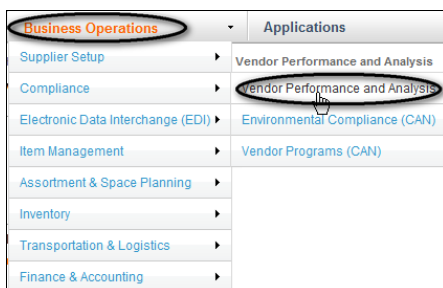 Business Operations
Applications
Supplier Setup
Vendor Performance and Analysis
Compliance
Vendor Performance and Analysis
Electronic Data Interchange (EDI)
Environmental Compliance (CAN)
Item Management
Vendor Programs (CAN)
Assortment & Space Planning
Inventory
Transportation & Logistics
Finance & Accounting